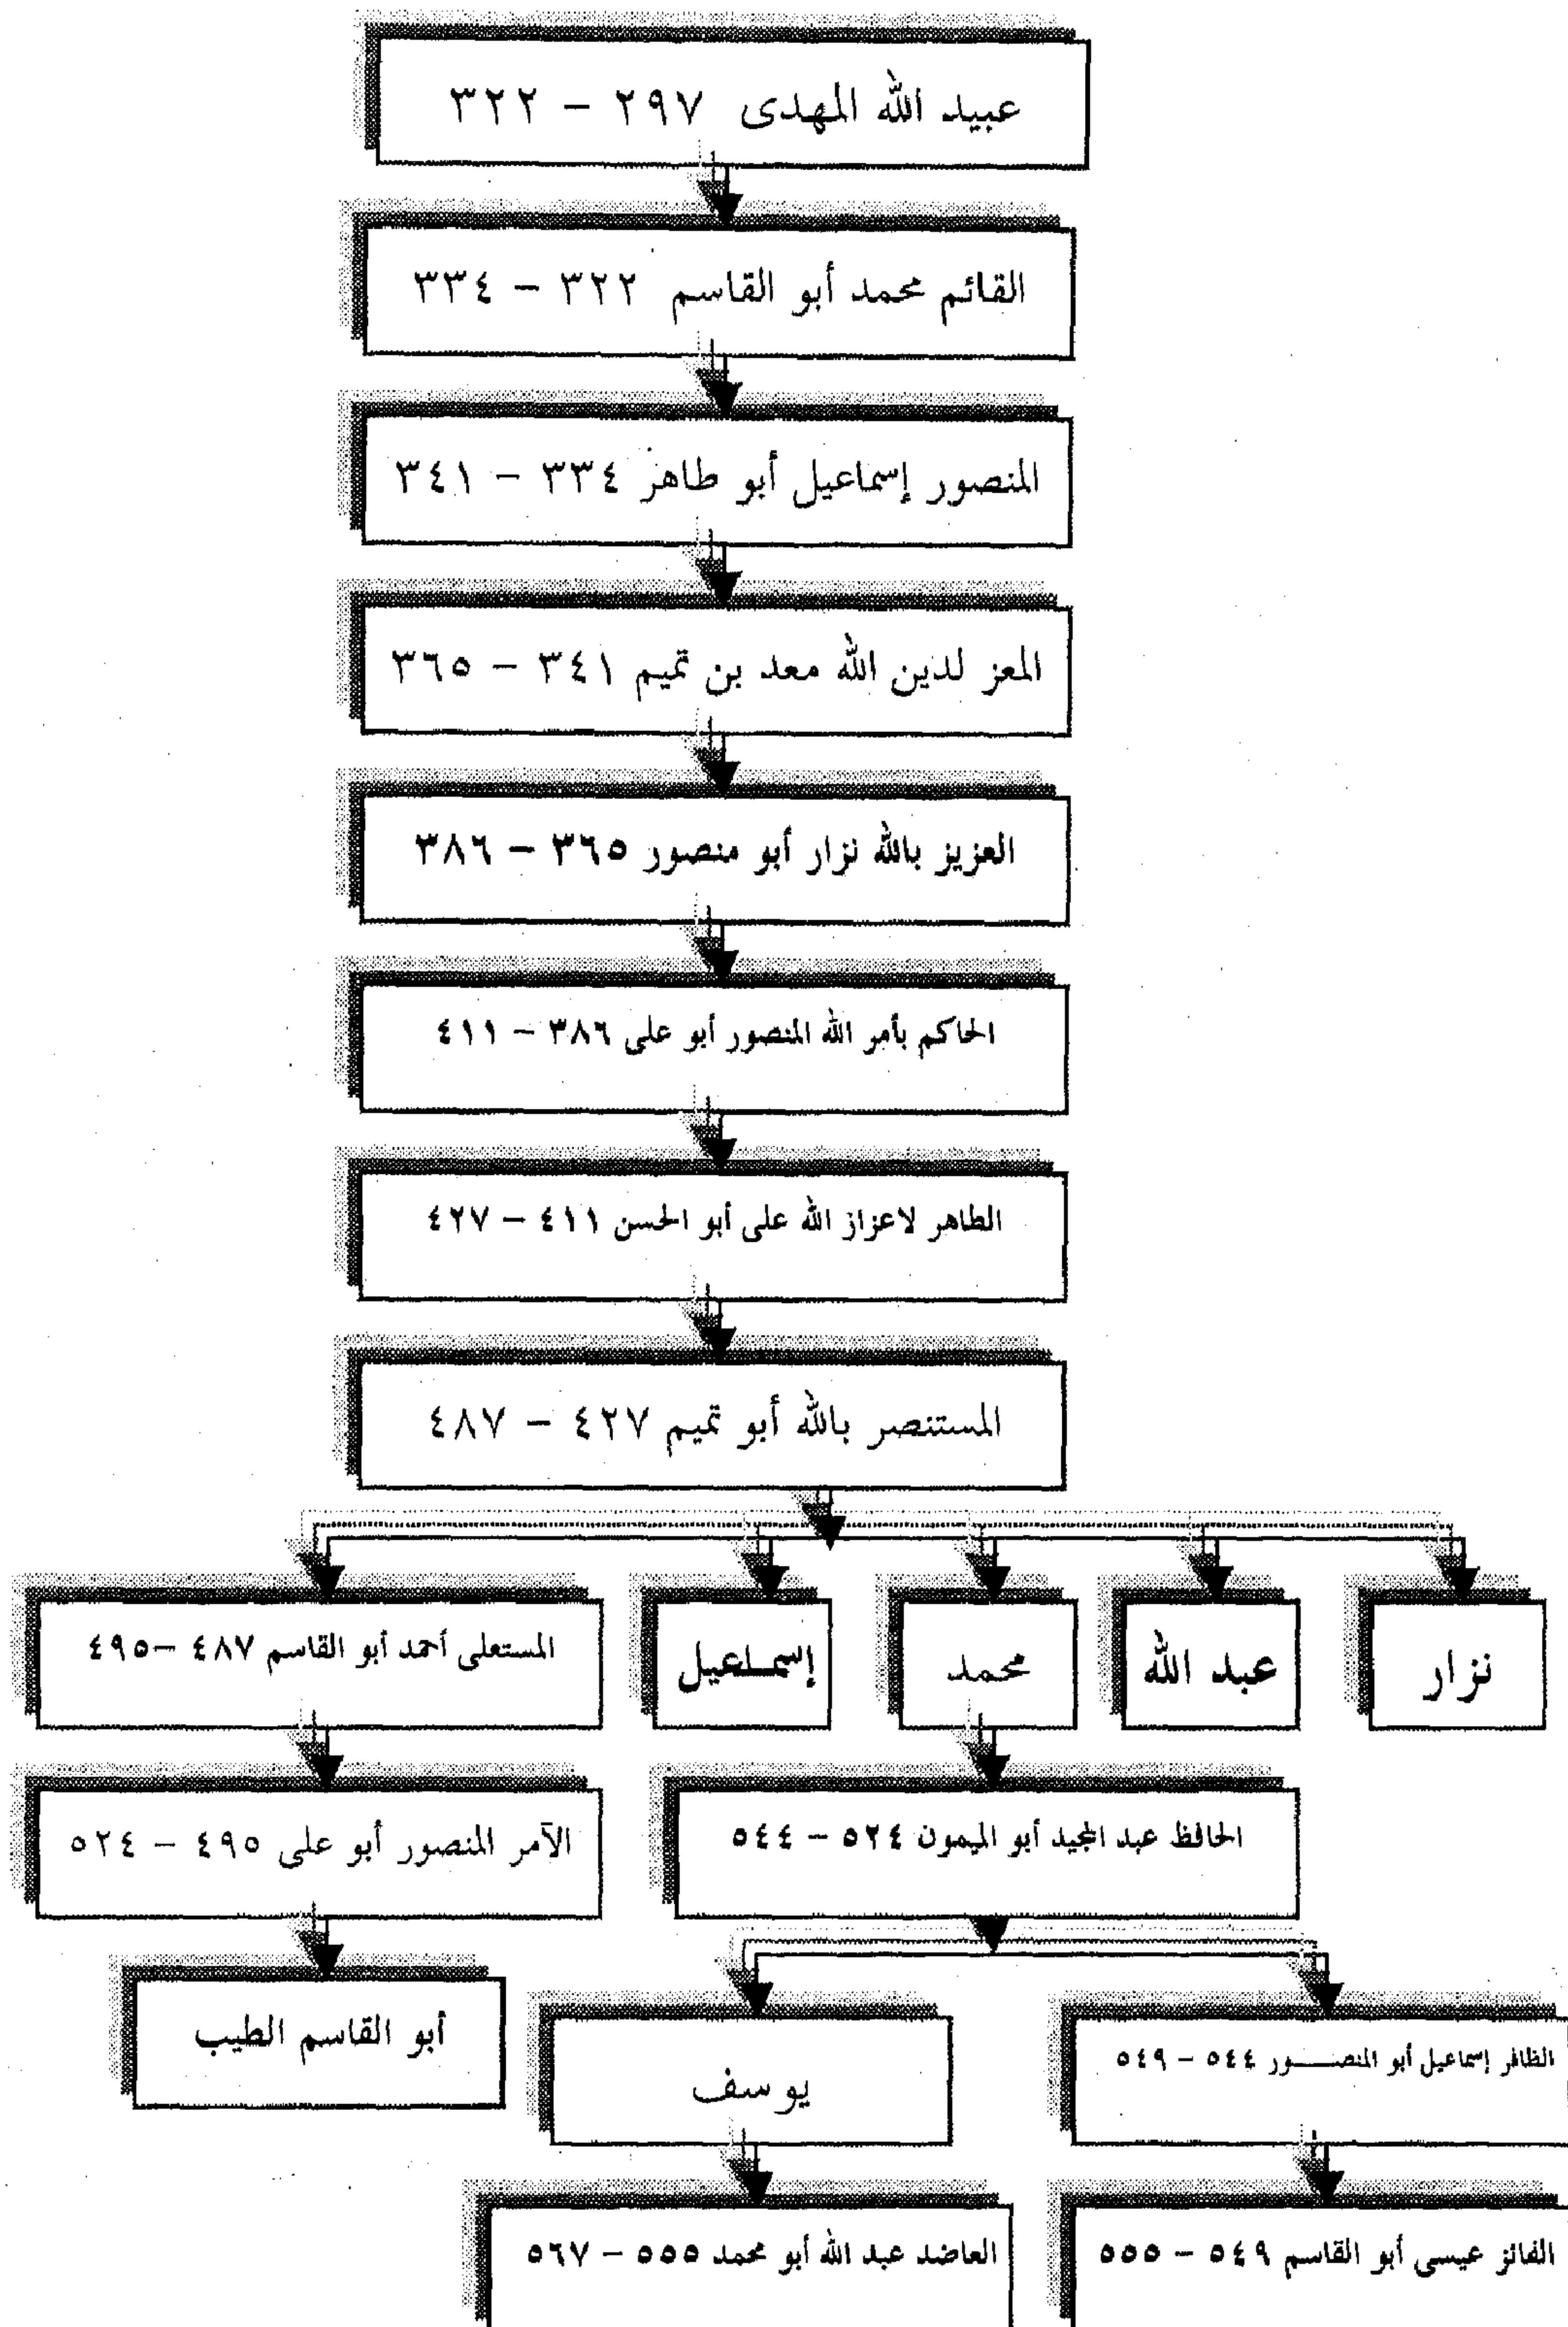 عبيد الله المهدى ٢٩٧ – ٣٢٢
القائم محمد أبو القاسم ٣٢٢ – ٣٣٤
المنصور إسماعيل أبو طاهر ٣٣٤ – ٣٤١
المعز لدين الله معد بن تميم ٣٤١ – ٣٦٥
العزيز بالله نزار أبو منصور ٣٦٥ – ٣٨٦
الحاكم بأمر الله المنصور أبو على ٣٨٦ – ٤١١
الطاهر لاعزاز الله على أبو الحسن ٤١١ – ٤٢٧
المستنصر بالله أبو تميم ٤٢٧ – ٤٨٧
نزار
عبد الله
محمد
إسماعيل
المستعلى أحمد أبو القاسم ٤٨٧ –٤٩٥
الحافظ عبد المجيد أبو الميمون ٥٢٤ – ٥٤٤
الآمر المنصور أبو على ٤٩٥ – ٥٢٤
الظافر إسماعيل أبو المنصـــور ٥٤٤ – ٥٤٩
يوسف
أبو القاسم الطيب
الفائز عيسى أبو القاسم ٥٤٩ – ٥٥٥
العاضد عبد الله أبو محمد ٥٥٥ – ٥٦٧